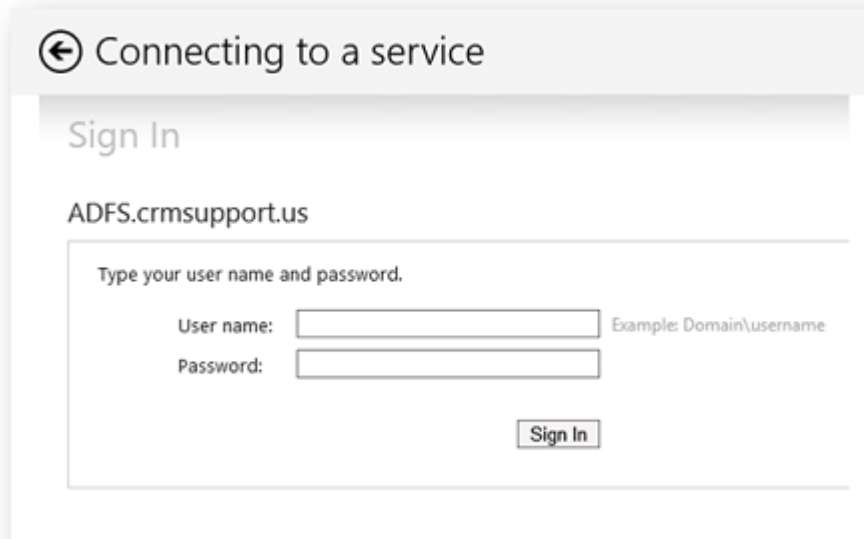 Connecting to a service
Sign In
ADFS.crmsupport.us
Type your user name and password.
User name: Example: Domain\username
Password:
Sign In